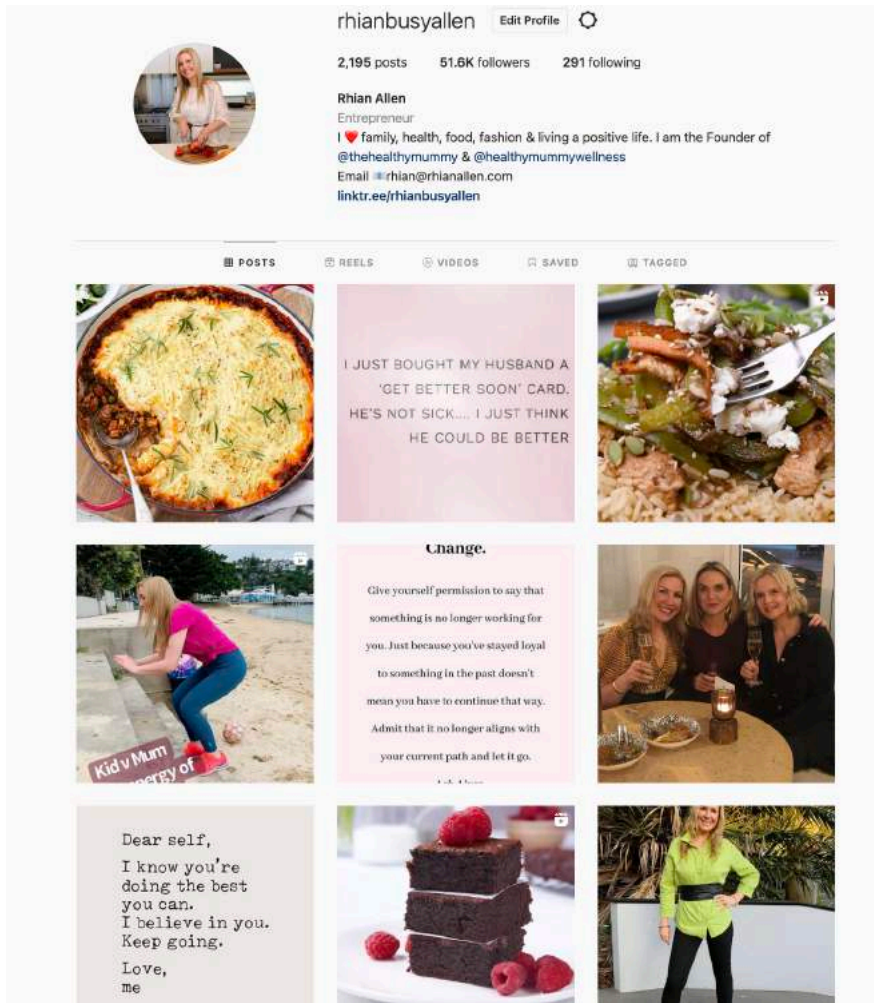 rhianbusyallen Edit Profile
2,195 posts 51.6K followers 291 following
Rhian Allen
Entrepreneur
I ❤️ family, health, food, fashion & living a positive life. I am the Founder of
@thehealthymummy & @healthymummywellness
Email 📧rhian@rhianallen.com
linktr.ee/rhianbusyallen
POSTS REELS VIDEOS SAVED TAGGED
I JUST BOUGHT MY HUSBAND A
'GET BETTER SOON' CARD.
HE'S NOT SICK.... I JUST THINK
HE COULD BE BETTER
Kid v Mum
energy of
Change.
Give yourself permission to say that
something is no longer working for
you. Just because you've stayed loyal
to something in the past doesn't
mean you have to continue that way.
Admit that it no longer aligns with
your current path and let it go.
Dear self,
I know you're
doing the best
you can.
I believe in you.
Keep going.
Love,
me